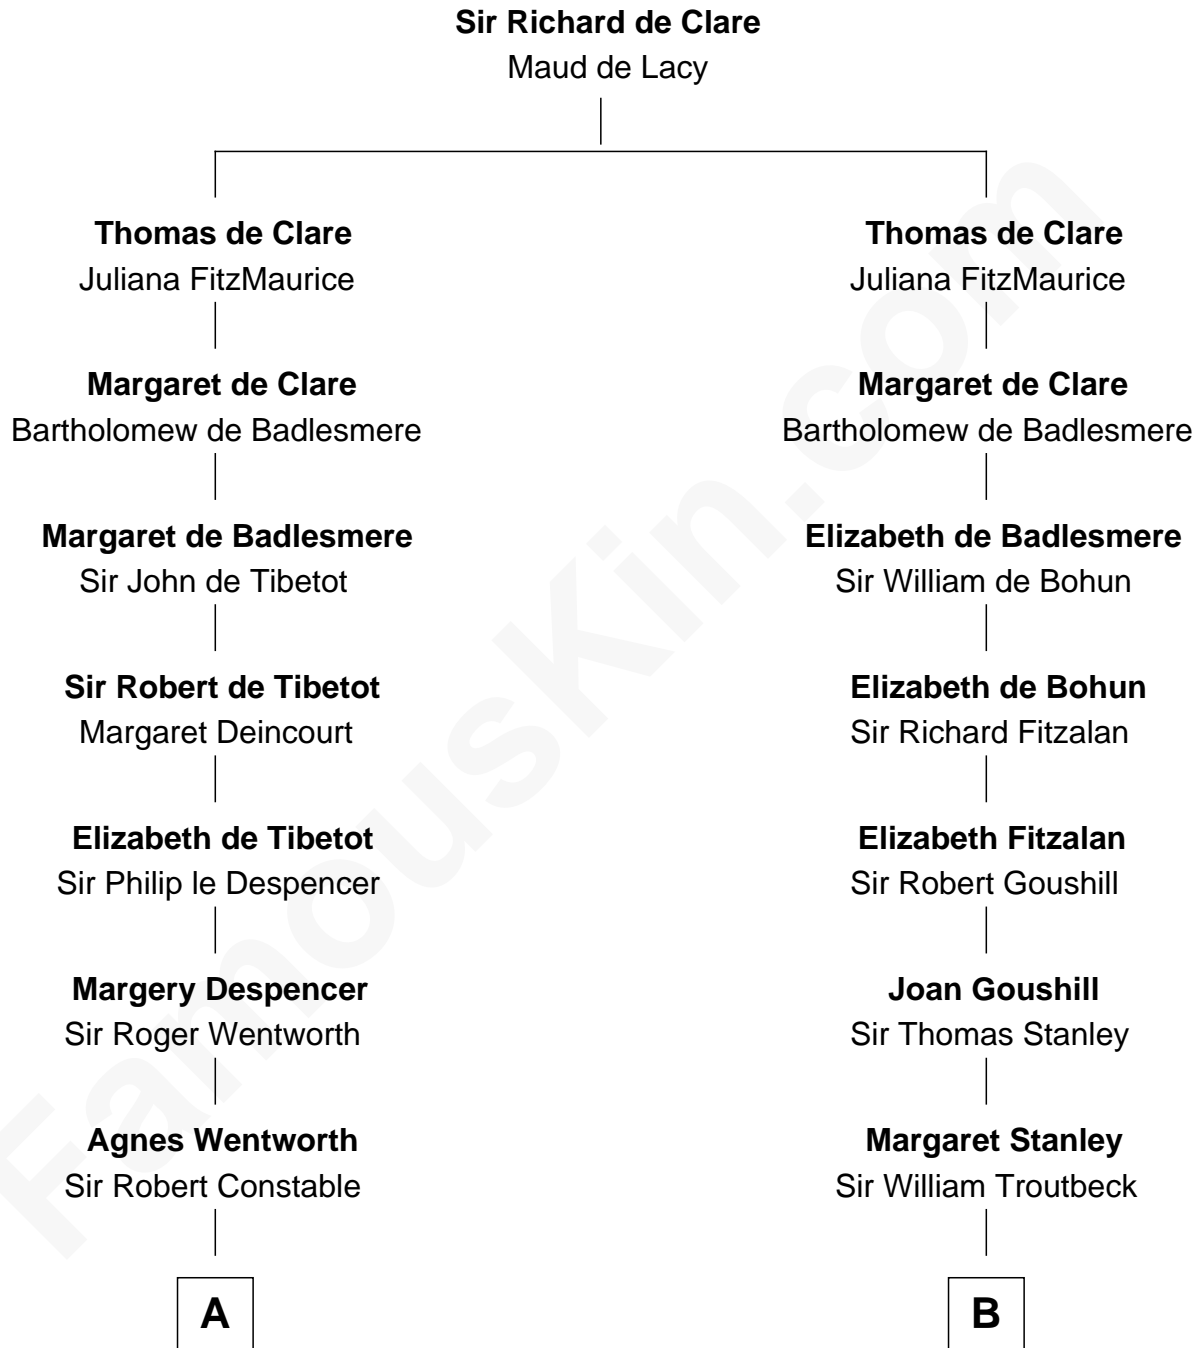 Sir Richard de Clare
Maud de Lacy
Thomas de Clare
Juliana FitzMaurice
Margaret de Clare
Bartholomew de Badlesmere
Margaret de Badlesmere
Sir John de Tibetot
Sir Robert de Tibetot
Margaret Deincourt
Elizabeth de Tibetot
Sir Philip le Despencer
Margery Despencer
Sir Roger Wentworth
Agnes Wentworth
Sir Robert Constable
A
Thomas de Clare
Juliana FitzMaurice
Margaret de Clare
Bartholomew de Badlesmere
Elizabeth de Badlesmere
Sir William de Bohun
Elizabeth de Bohun
Sir Richard Fitzalan
Elizabeth Fitzalan
Sir Robert Goushill
Joan Goushill
Sir Thomas Stanley
Margaret Stanley
Sir William Troutbeck
B
FamousKin.com